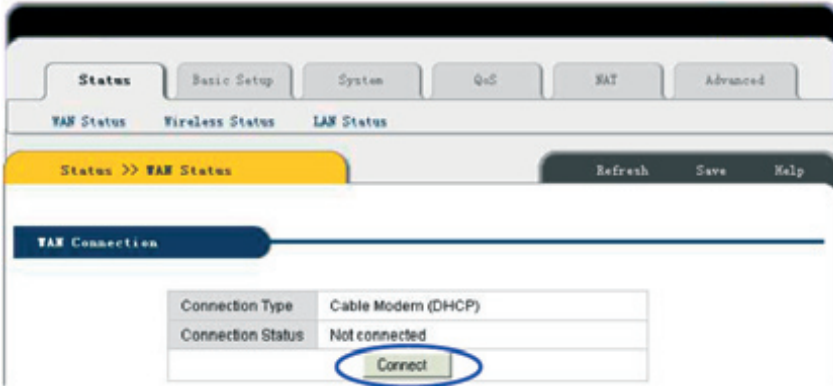 Status Basic Setup System QoS NAT Advanced
WAN Status Wireless Status LAN Status
Status >> WAN Status Refresh Save Help
WAN Connection
Connection Type Cable Modem (DHCP)
Connection Status Not connected
Connect